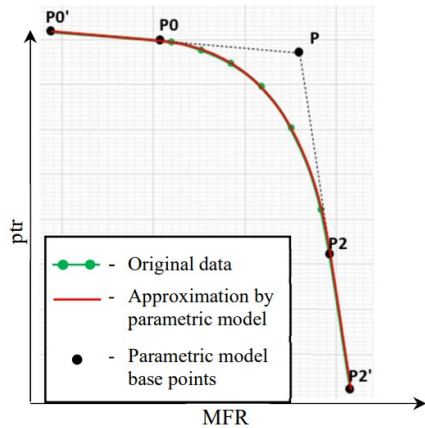 P0'
P0
P
ptr
P2
- Original data
- Approximation by
parametric model
- Parametric model
base points
P2'
MFR